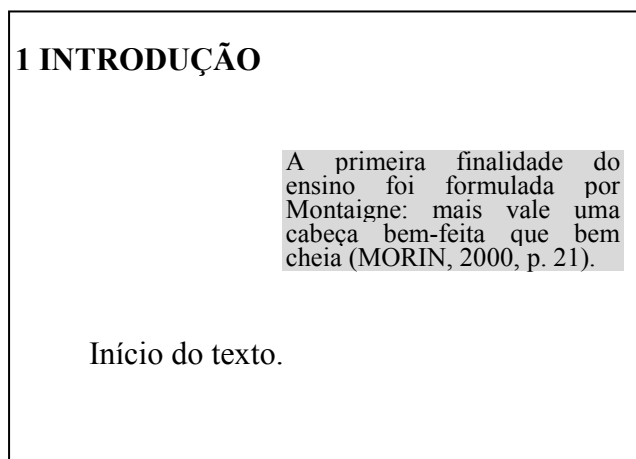 1 INTRODUÇÃO
A primeira finalidade do
ensino foi formulada por
Montaigne: mais vale uma
cabeça bem-feita que bem
cheia (MORIN, 2000, p. 21).
Início do texto.